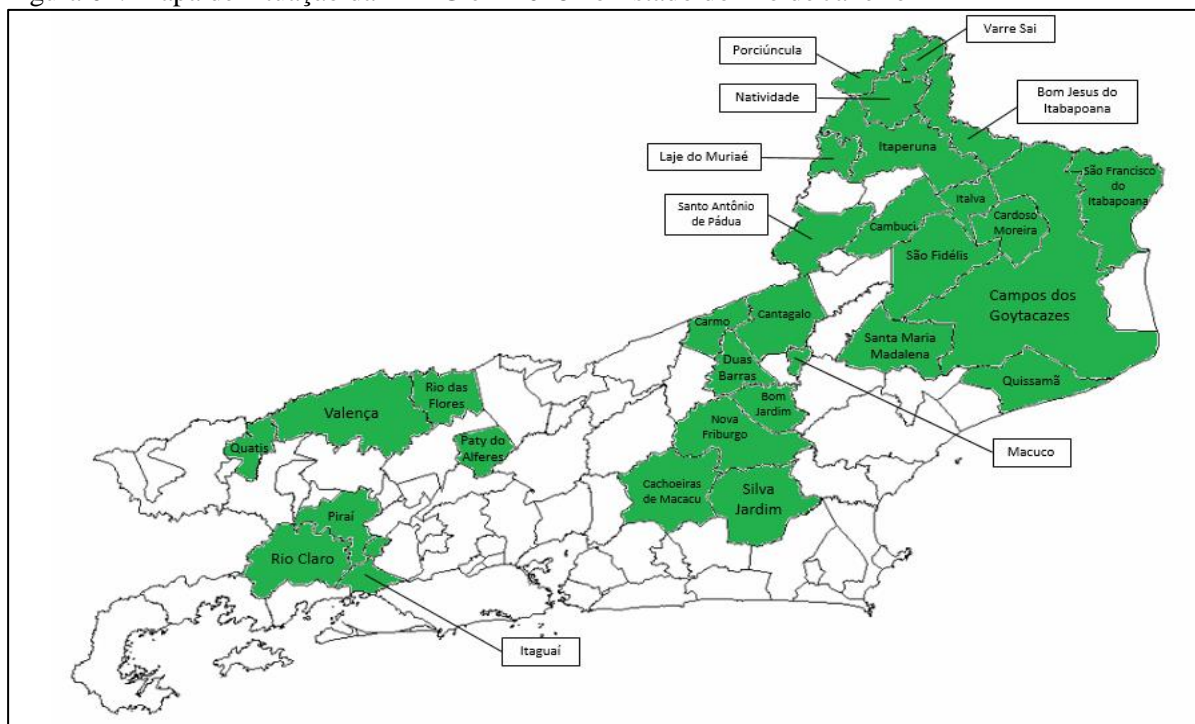 Varre Sai
Porciúncula
Natividade
Bom Jesus do
Itabapoana
Itaperuna
Laje do Muriaé
São Francisco
do
Itabapoana
Italva
Santo Antônio
de Pádua
Cardoso
Moreira
Cambuci
São Fidélis
Campos dos
Goytacazes
Cantagalo
Carmo
Santa Maria
Madalena
Duas
Barras
Quissamã
Rio das
Flores
Bom
Jardim
Valença
Nova
Friburgo
Paty do
Alferes
Quatis
Macuco
Cachoeiras
de Macacu
Silva
Jardim
Piraí
Rio Claro
Itaguaí